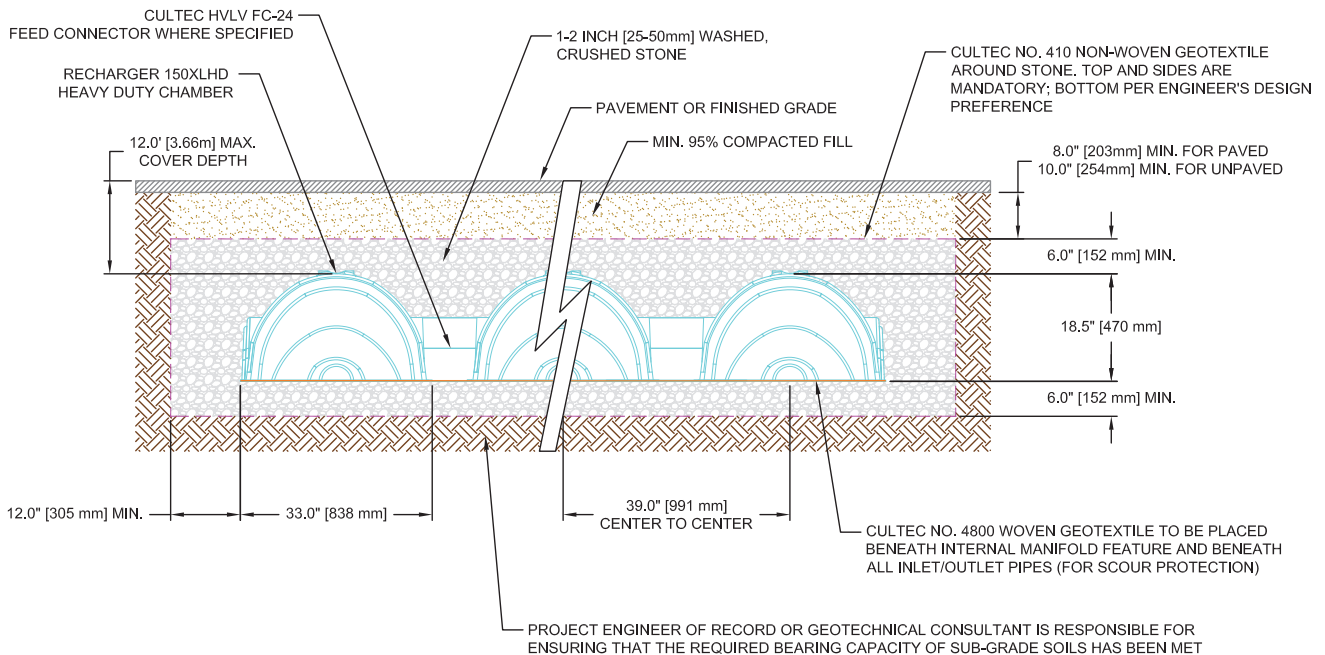 CULTEC HVLV FC-24
FEED CONNECTOR WHERE SPECIFIED
1-2 INCH [25-50mm] WASHED,
CRUSHED STONE
CULTEC NO. 410 NON-WOVEN GEOTEXTILE
AROUND STONE. TOP AND SIDES ARE
MANDATORY; BOTTOM PER ENGINEER'S DESIGN
PREFERENCE
RECHARGER 150XLHD
HEAVY DUTY CHAMBER
PAVEMENT OR FINISHED GRADE
12.0' [3.66m] MAX.
COVER DEPTH
MIN. 95% COMPACTED FILL
8.0" [203mm] MIN. FOR PAVED
10.0" [254mm] MIN. FOR UNPAVED
6.0" [152 mm] MIN.
18.5" [470 mm]
6.0" [152 mm] MIN.
12.0" [305 mm] MIN.
33.0" [838 mm]
39.0" [991 mm]
CENTER TO CENTER
CULTEC NO. 4800 WOVEN GEOTEXTILE TO BE PLACED
BENEATH INTERNAL MANIFOLD FEATURE AND BENEATH
ALL INLET/OUTLET PIPES (FOR SCOUR PROTECTION)
PROJECT ENGINEER OF RECORD OR GEOTECHNICAL CONSULTANT IS RESPONSIBLE FOR
ENSURING THAT THE REQUIRED BEARING CAPACITY OF SUB-GRADE SOILS HAS BEEN MET